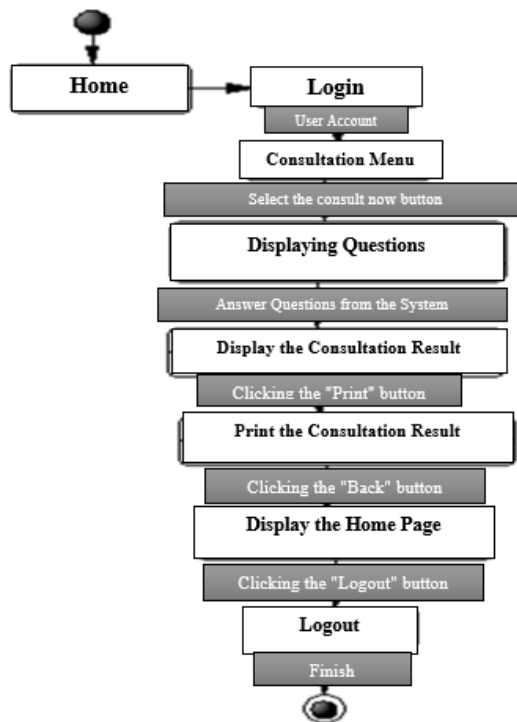 Home
Login
User Account
Consultation Menu
Select the consult now button
Displaying Questions
Answer Questions from the System
Display the Consultation Result
Clicking the "Print" button
Print the Consultation Result
Clicking the "Back" button
Display the Home Page
Clicking the "Logout" button
Logout
Finish